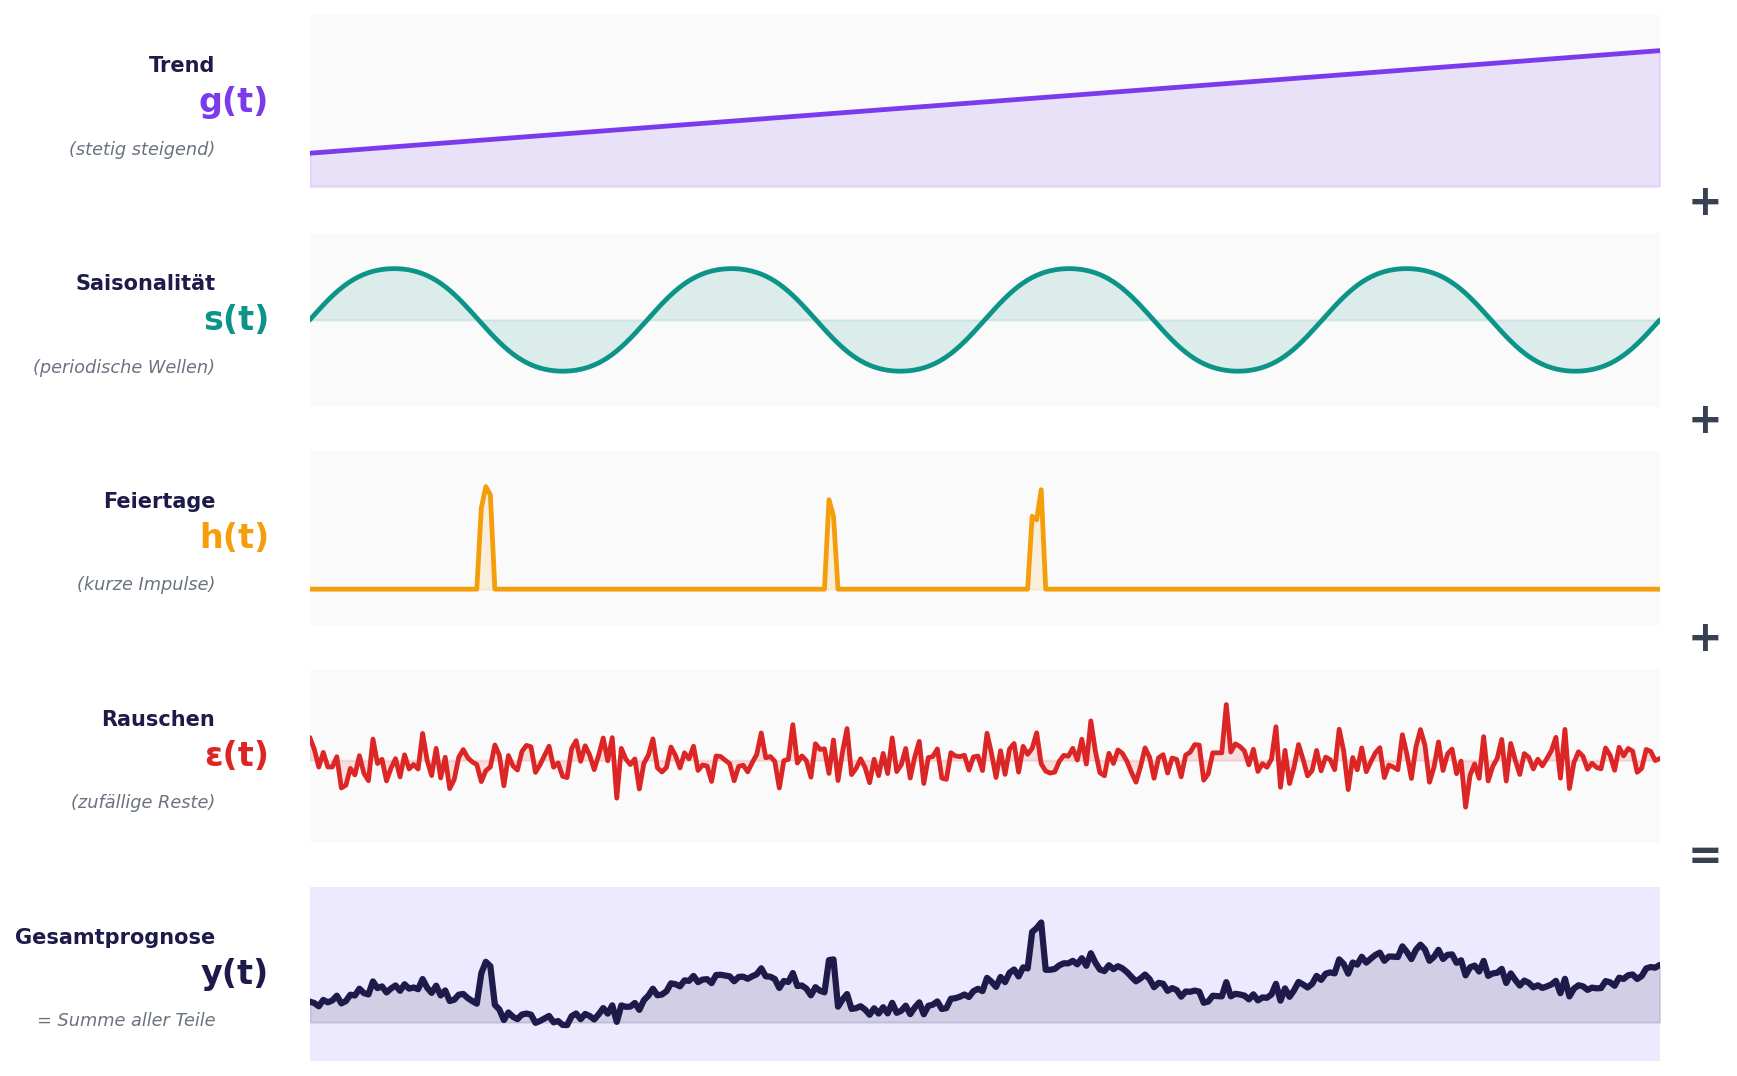 Trend
g(t)
(stetig steigend)
+
Saisonalität
s(t)
(periodische Wellen)
+
Feiertage
h(t)
(kurze Impulse)
+
Rauschen
ε(t)
(zufällige Reste)
=
Gesamtprognose
y(t)
= Summe aller Teile